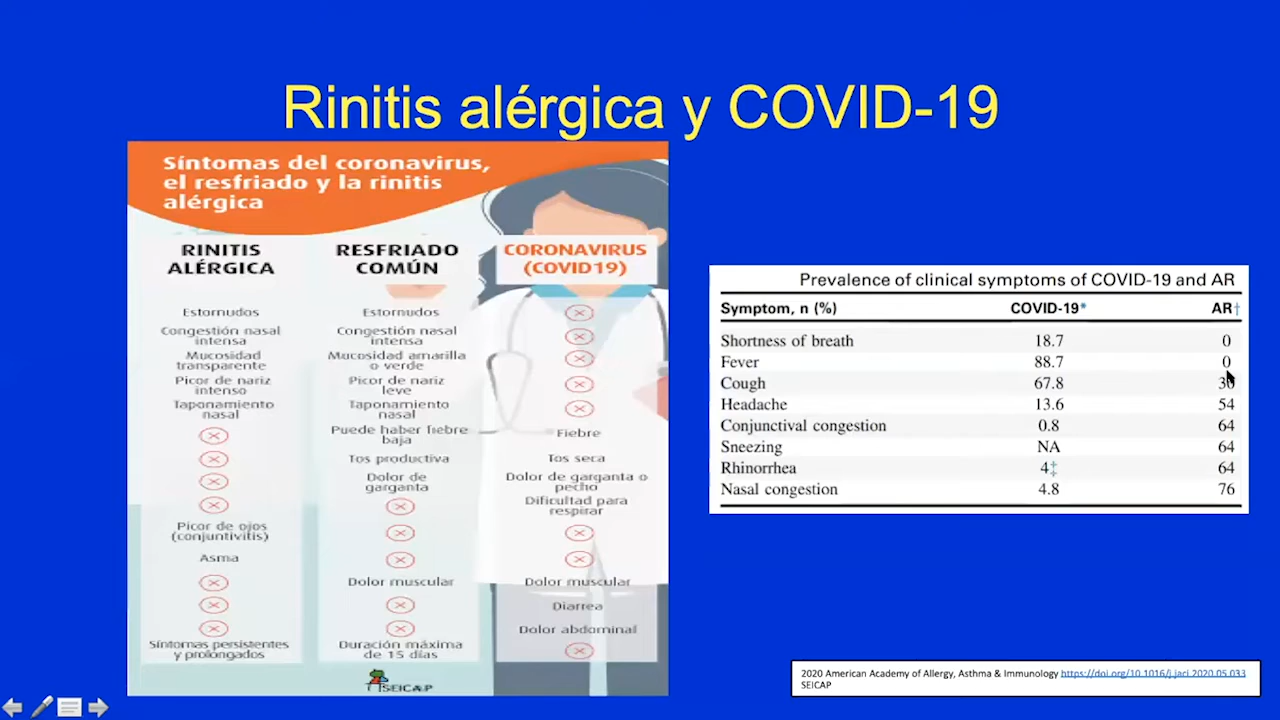 Rinitis alérgica y COVID-19
Síntomas del coronavirus,
el resfriado y la rinitis
alérgica
RINITIS
ALÉRGICA
Estornudos
Congestión nasal
intensa
Mucosidad
transparente
Picor de nariz
intenso
Taponamiento
nasal
Picor de ojos
(conjuntivitis)
Asma
Síntomas persistentes
y prolongados
RESFRIADO
COMÚN
Estornudos
Congestión nasal
intensa
Mucosidad amarilla
o verde
Picor de nariz
leve
Taponamiento
nasal
Puede haber fiebre
baja
Tos productiva
Dolor de
garganta
Dolor muscular
Duración máxima
de 15 días
CORONAVIRUS
(COVID19)
Fiebre
Tos seca
Dolor de garganta o
pecho
Dificultad para
respirar
Dolor muscular
Diarrea
Dolor abdominal
SEICAP
Prevalence of clinical symptoms of COVID-19 and AR
Symptom, n (%) COVID-19* AR†
Shortness of breath 18.7 0
Fever 88.7 0
Cough 67.8 30
Headache 13.6 54
Conjunctival congestion 0.8 64
Sneezing NA 64
Rhinorrhea 4‡ 64
Nasal congestion 4.8 76
2020 American Academy of Allergy, Asthma & Immunology https://doi.org/10.1016/j.jaci.2020.05.033
SEICAP